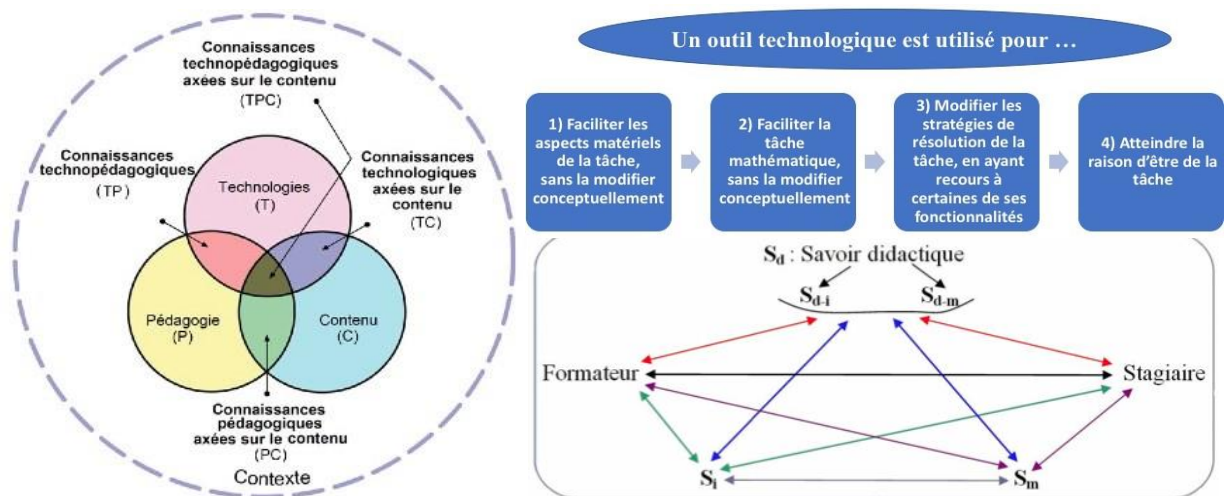 Connaissances
technopédagogiques
axées sur le contenu
(TPC)
Connaissances
technopédagogiques
(TP)
Technologies
(T)
Connaissances
technologiques
axées sur le
contenu
(TC)
Pédagogie
(P)
Contenu
(C)
Connaissances
pédagogiques
axées sur le contenu
(PC)
Contexte
Un outil technologique est utilisé pour …
1) Faciliter les
aspects matériels
de la tâche,
sans la modifier
conceptuellement
2) Faciliter la
tâche
mathématique,
sans la modifier
conceptuellement
3) Modifier les
stratégies de
résolution de la
tâche, en ayant
recours à
certaines de ses
fonctionnalités
4) Atteindre la
raison d'être de la
tâche
Sd : Savoir didactique
Sd-i Sd-m
Formateur Stagiaire
Si Sm